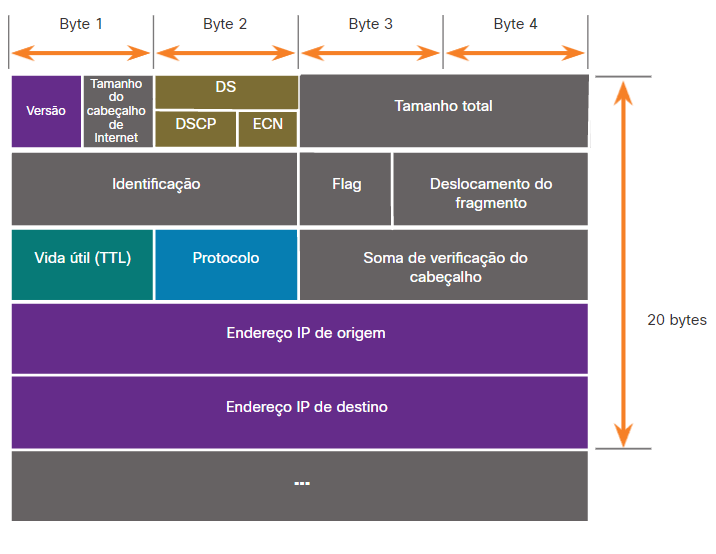 Byte 1
Byte 2
Byte 3
Byte 4
Versão
Tamanho
do
cabeçalho
de
Internet
DS
DSCP
ECN
Tamanho total
Identificação
Flag
Deslocamento do
fragmento
Vida útil (TTL)
Protocolo
Soma de verificação do
cabeçalho
20 bytes
Endereço IP de origem
Endereço IP de destino
...